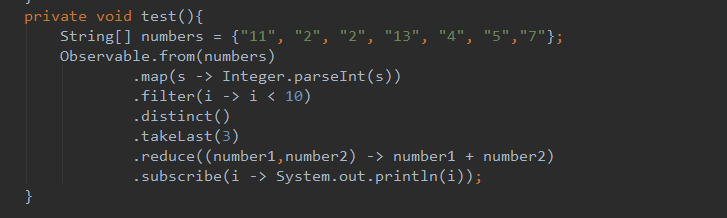 private void test(){
    String[] numbers = {"11", "2", "2", "13", "4", "5","7"};
    Observable.from(numbers)
            .map(s -> Integer.parseInt(s))
            .filter(i -> i < 10)
            .distinct()
            .takeLast(3)
            .reduce((number1,number2) -> number1 + number2)
            .subscribe(i -> System.out.println(i));
}